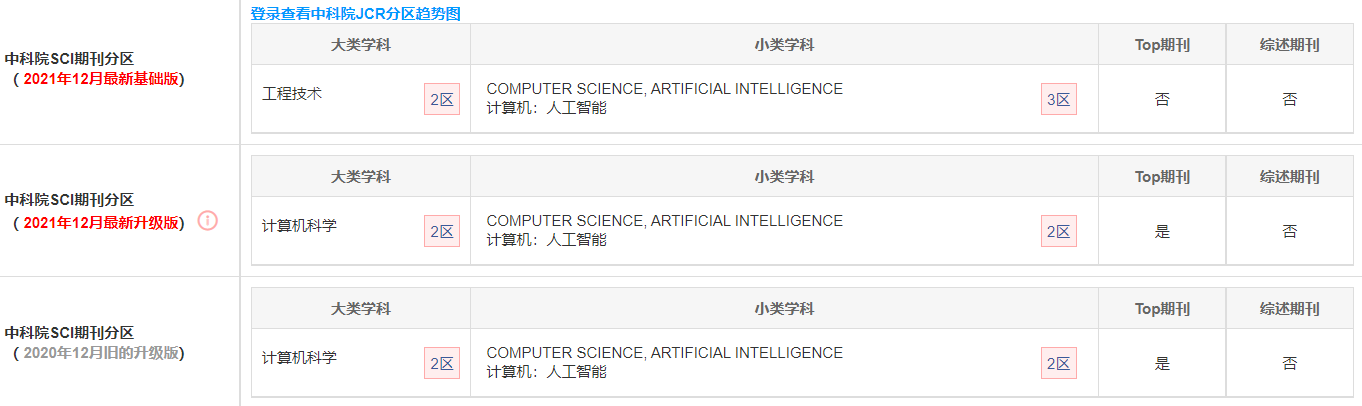 登录查看中科院JCR分区趋势图
中科院SCI期刊分区
（2021年12月最新基础版)
大类学科 小类学科 Top期刊 综述期刊
工程技术 2区 COMPUTER SCIENCE, ARTIFICIAL INTELLIGENCE
计算机：人工智能 3区 否 否
中科院SCI期刊分区
（2021年12月最新升级版)
大类学科 小类学科 Top期刊 综述期刊
计算机科学 2区 COMPUTER SCIENCE, ARTIFICIAL INTELLIGENCE
计算机：人工智能 2区 是 否
中科院SCI期刊分区
（2020年12月旧的升级版)
大类学科 小类学科 Top期刊 综述期刊
计算机科学 2区 COMPUTER SCIENCE, ARTIFICIAL INTELLIGENCE
计算机：人工智能 2区 是 否